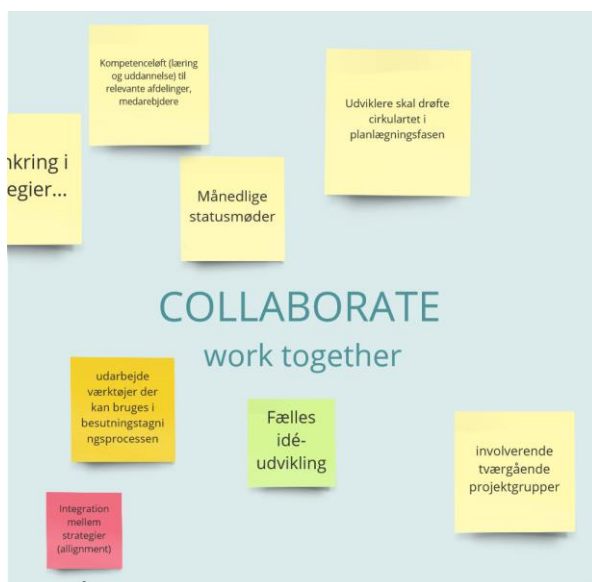 Kompetenceløft (læring
og uddannelse) til
relevante afdelinger,
medarebjdere
Udviklere skal drøfte
cirkulartet i
planlægningsfasen
nkring i
egier...
Månedlige
statusmøder
COLLABORATE
work together
udarbejde
værktøjer der
kan bruges i
besutningstagni
ngsprocessen
Fælles
idé-
udvikling
involverende
tværgående
projektgrupper
Integration
mellem
strategier
(allignment)